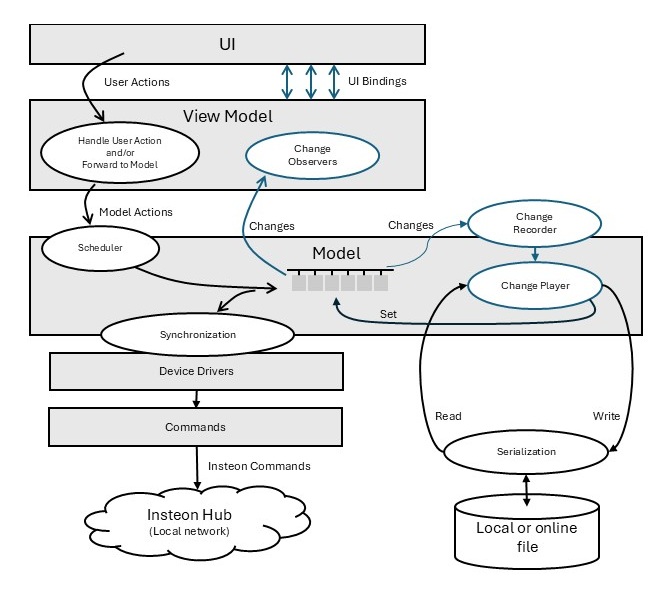 UI
User Actions
UI Bindings
View Model
Handle User Action
and/or
Forward to Model
Change
Observers
Model Actions
Changes
Changes
Change
Recorder
Scheduler
Model
Change Player
Set
Synchronization
Device Drivers
Read
Write
Commands
Serialization
Insteon Commands
Insteon Hub
(Local network)
Local or online
file